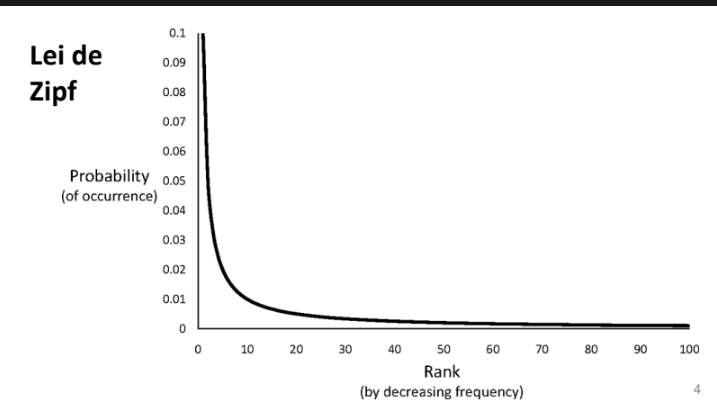 Lei de
Zipf
Probability
(of occurrence)
0.1
0.09
0.08
0.07
0.06
0.05
0.04
0.03
0.02
0.01
0
0 10 20 30 40 50 60 70 80 90 100
Rank
(by decreasing frequency)
4